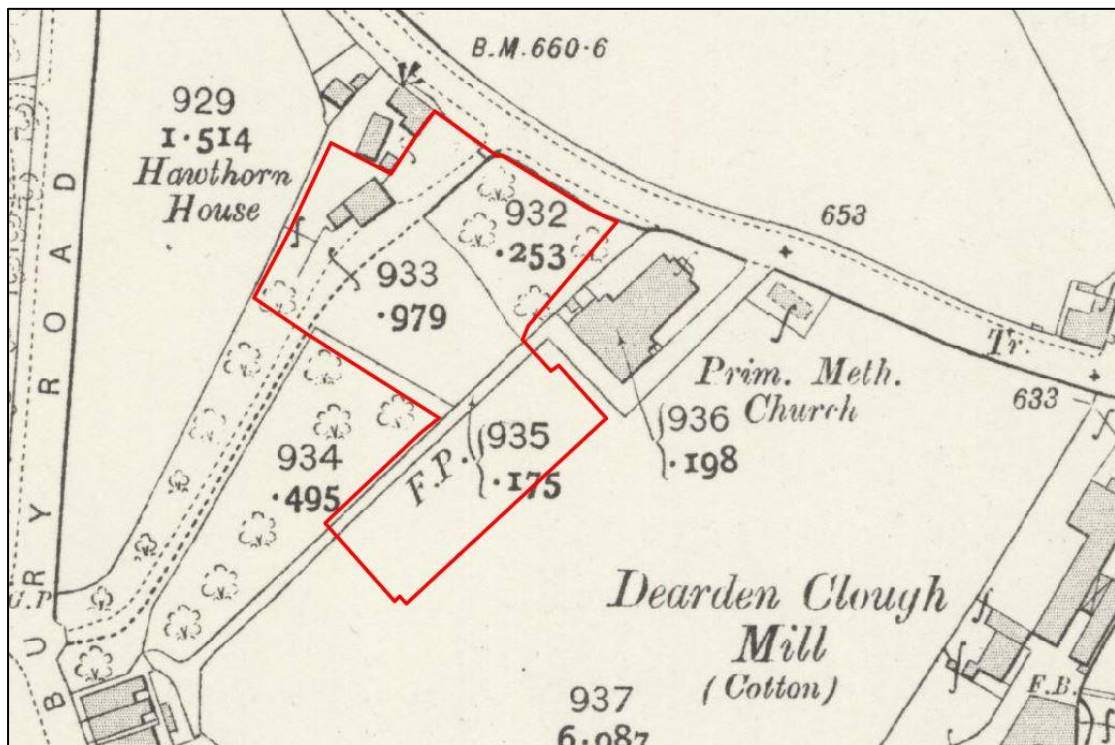 B.M.660·6
929
1·514
Hawthorn
House
BURY ROAD
932
·253
653
933
·979
Tr.
Prim. Meth.
Church
633
934
·495
F.P.
935
·175
936
·198
Dearden Clough
Mill
(Cotton)
F.B.
937
6·087